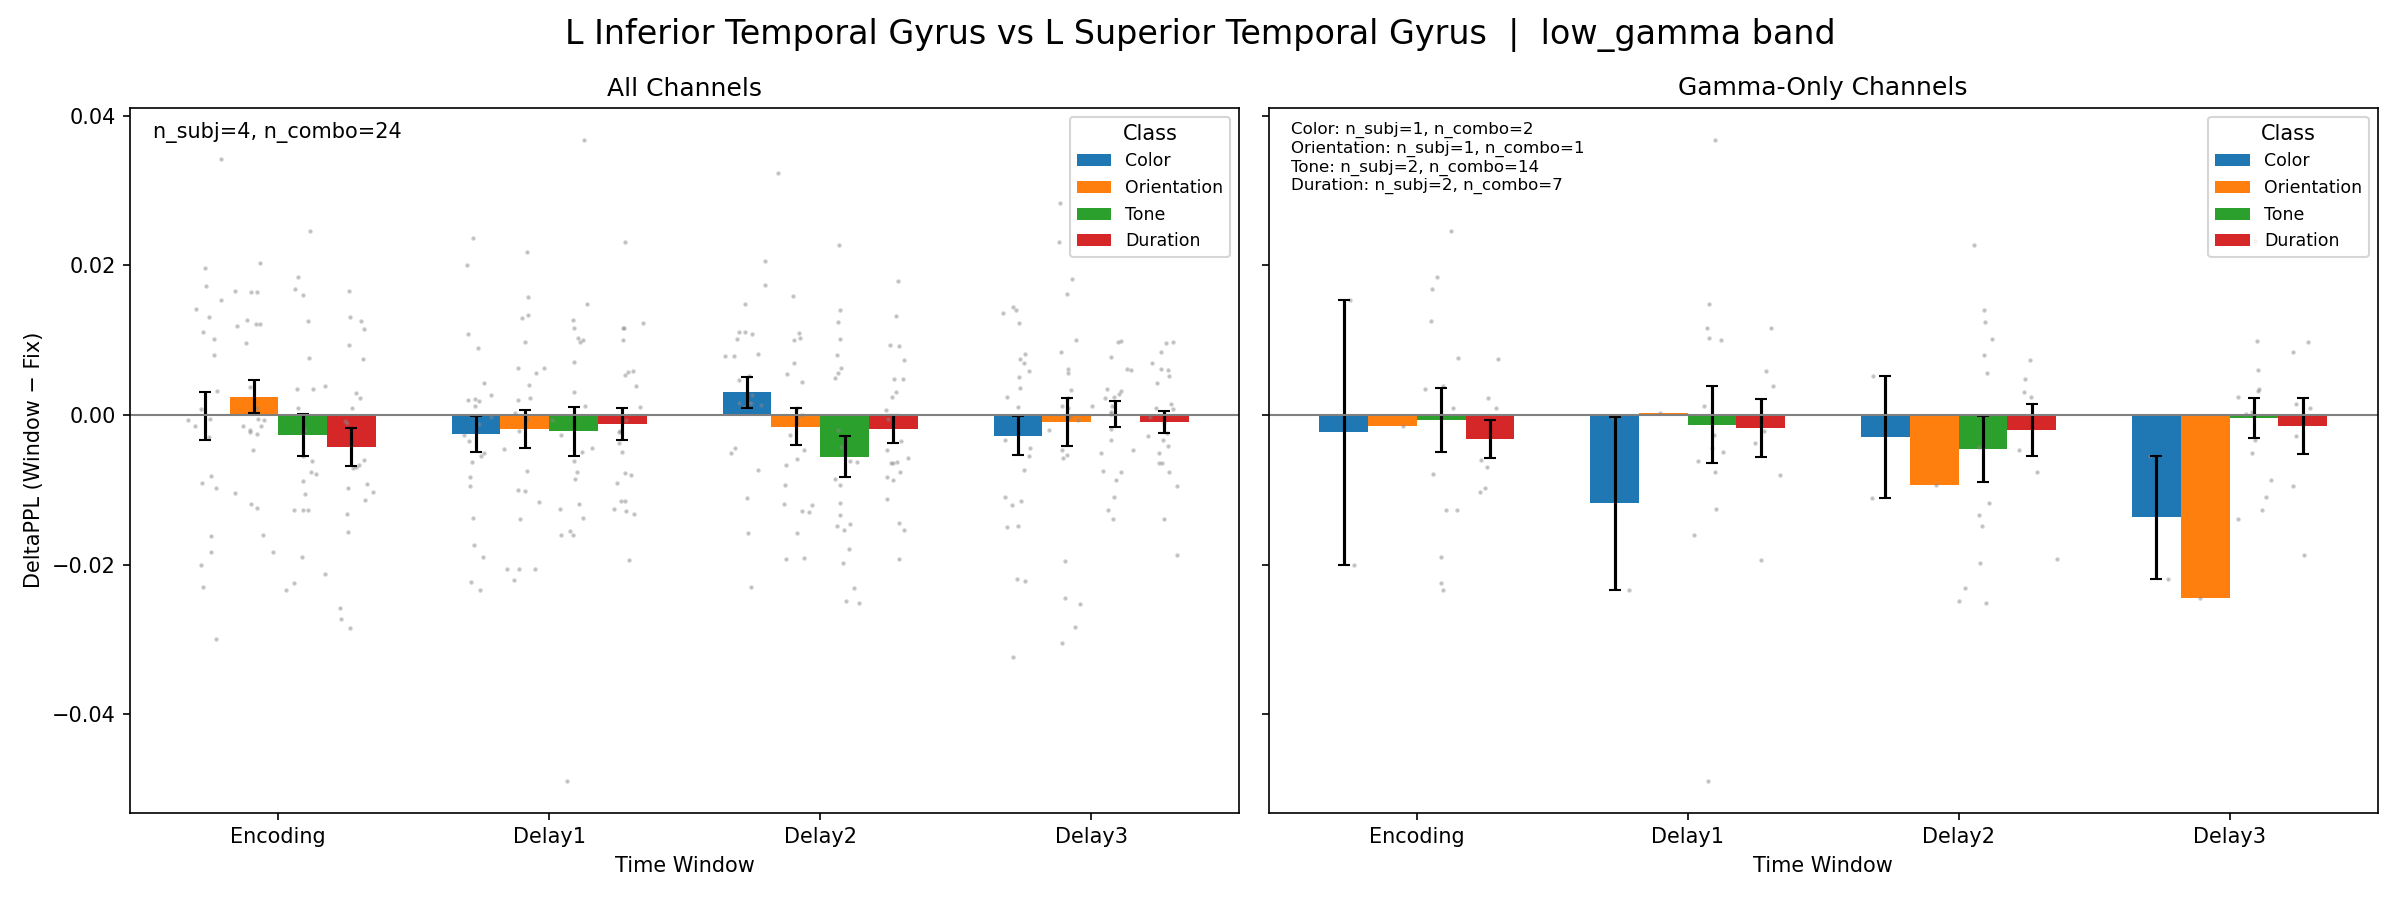 L Inferior Temporal Gyrus vs L Superior Temporal Gyrus | low_gamma band
All Channels
n_subj=4, n_combo=24
Class
Color
Orientation
Tone
Duration
0.04
0.02
0.00
−0.02
−0.04
DeltaPPL (Window − Fix)
Encoding
Delay1
Delay2
Delay3
Time Window
Gamma-Only Channels
Color: n_subj=1, n_combo=2
Orientation: n_subj=1, n_combo=1
Tone: n_subj=2, n_combo=14
Duration: n_subj=2, n_combo=7
Class
Color
Orientation
Tone
Duration
Encoding
Delay1
Delay2
Delay3
Time Window